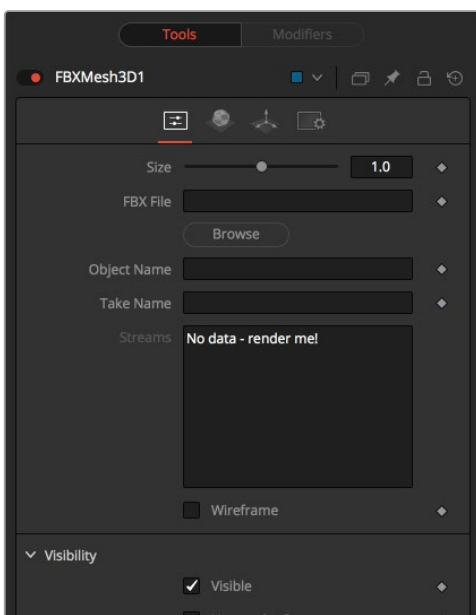 Tools Modifiers
FBXMesh3D1
Size 1.0
FBX File
Browse
Object Name
Take Name
Streams No data - render me!
Wireframe
Visibility
Visible